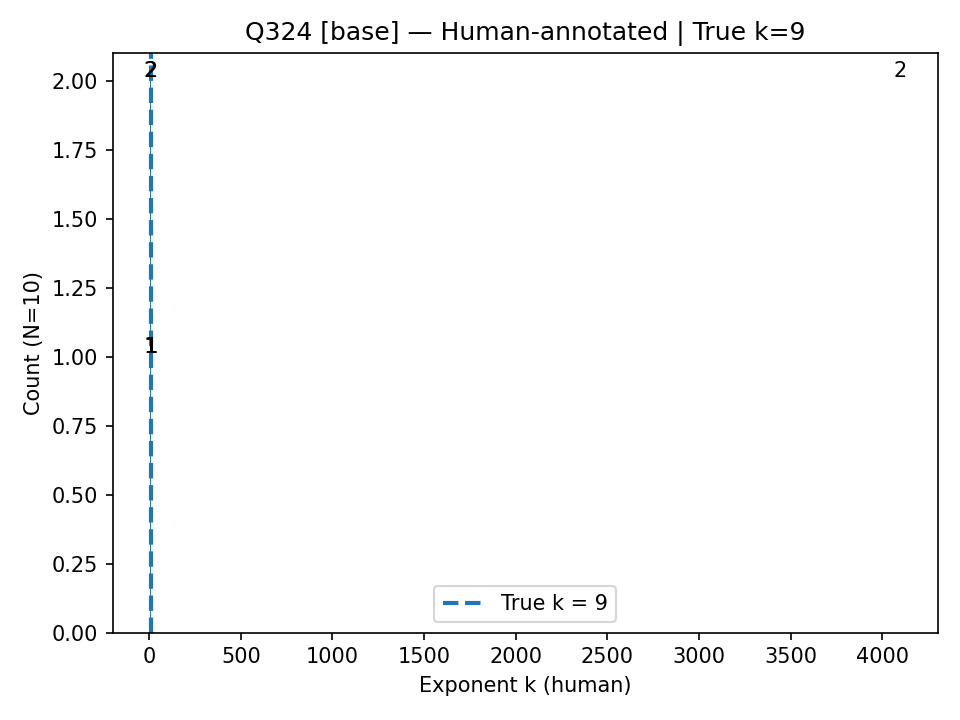 Q324 [base] — Human-annotated | True k=9
2
2
1
2.00
1.75
1.50
1.25
1.00
0.75
0.50
0.25
0.00
Count (N=10)
True k = 9
0 500 1000 1500 2000 2500 3000 3500 4000
Exponent k (human)